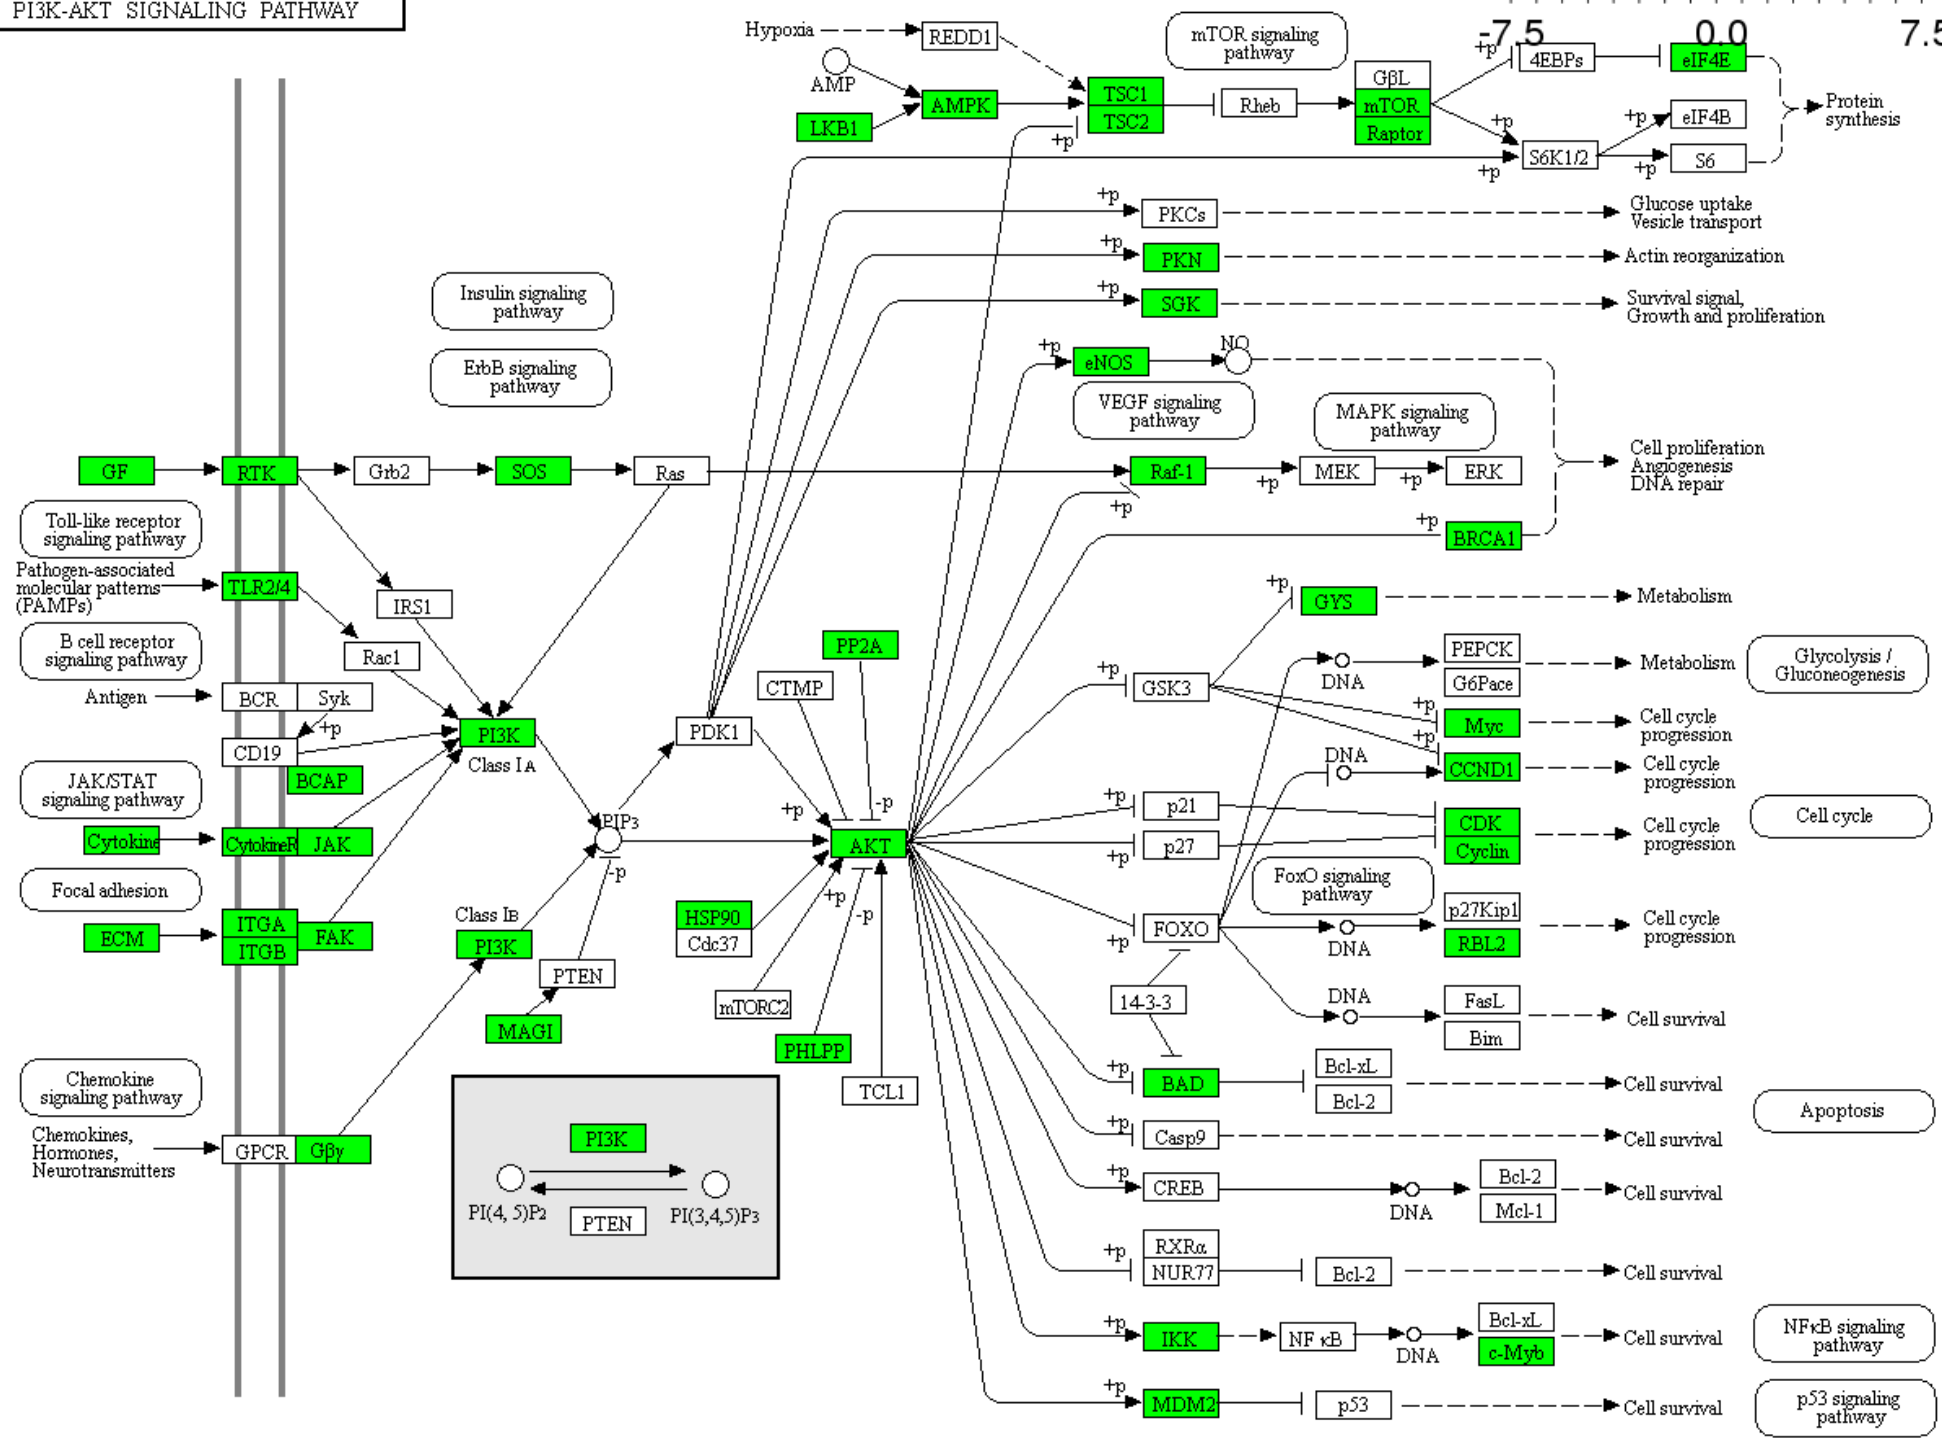 PI3K-AKT SIGNALING PATHWAY
-7.5
0.0
7.5
Hypoxia
REDD1
mTOR signaling
pathway
AMP
LKB1
AMPK
TSC1
TSC2
+p
Rheb
GβL
mTOR
Raptor
+p
4EBPs
eIF4E
+p
S6K1/2
+p
+p
eIF4B
+p
S6
Protein
synthesis
+p
PKCs
Glucose uptake
Vesicle transport
+p
PKN
Actin reorganization
+p
SGK
Survival signal,
Growth and proliferation
Insulin signaling
pathway
ErbB signaling
pathway
+p
eNOS
NO
VEGF signaling
pathway
MAPK signaling
pathway
GF
RTK
Grb2
SOS
Ras
Raf-1
+p
+p
MEK
+p
ERK
Cell proliferation
Angiogenesis
DNA repair
+p
BRCA1
Toll-like receptor
signaling pathway
Pathogen-associated
molecular patterns
(PAMPs)
TLR2/4
IRS1
Rac1
B cell receptor
signaling pathway
Antigen
BCR
Syk
+p
CD19
BCAP
PI3K
Class IA
PDK1
CTMP
PP2A
+p
-p
+p
GYS
Metabolism
+p
GSK3
DNA
PEPCK
G6Pace
Metabolism
Glycolysis /
Gluconeogenesis
+p
Myc
Cell cycle
progression
+p
DNA
CCND1
Cell cycle
progression
JAK/STAT
signaling pathway
Cytokine
CytokineR
JAK
PIP3
-p
AKT
+p
p21
+p
p27
CDK
Cyclin
Cell cycle
progression
Cell cycle
Focal adhesion
ECM
ITGA
ITGB
FAK
Class IB
PI3K
PTEN
MAGI
HSP90
Cdc37
+p
-p
mTORC2
PHLPP
TCL1
FoxO signaling
pathway
+p
FOXO
DNA
p27Kip1
RBL2
Cell cycle
progression
14-3-3
DNA
FasL
Bim
Cell survival
+p
BAD
Bcl-xL
Bcl-2
Cell survival
Apoptosis
Chemokine
signaling pathway
Chemokines,
Hormones,
Neurotransmitters
GPCR
Gβγ
PI3K
PI(4, 5)P2
PI(3,4,5)P3
PTEN
+p
Casp9
Cell survival
+p
CREB
DNA
Bcl-2
Mcl-1
Cell survival
+p
RXRα
NUR77
Bcl-2
Cell survival
+p
IKK
NFκB
DNA
Bcl-xL
c-Myb
Cell survival
NFκB signaling
pathway
+p
MDM2
p53
Cell survival
p53 signaling
pathway